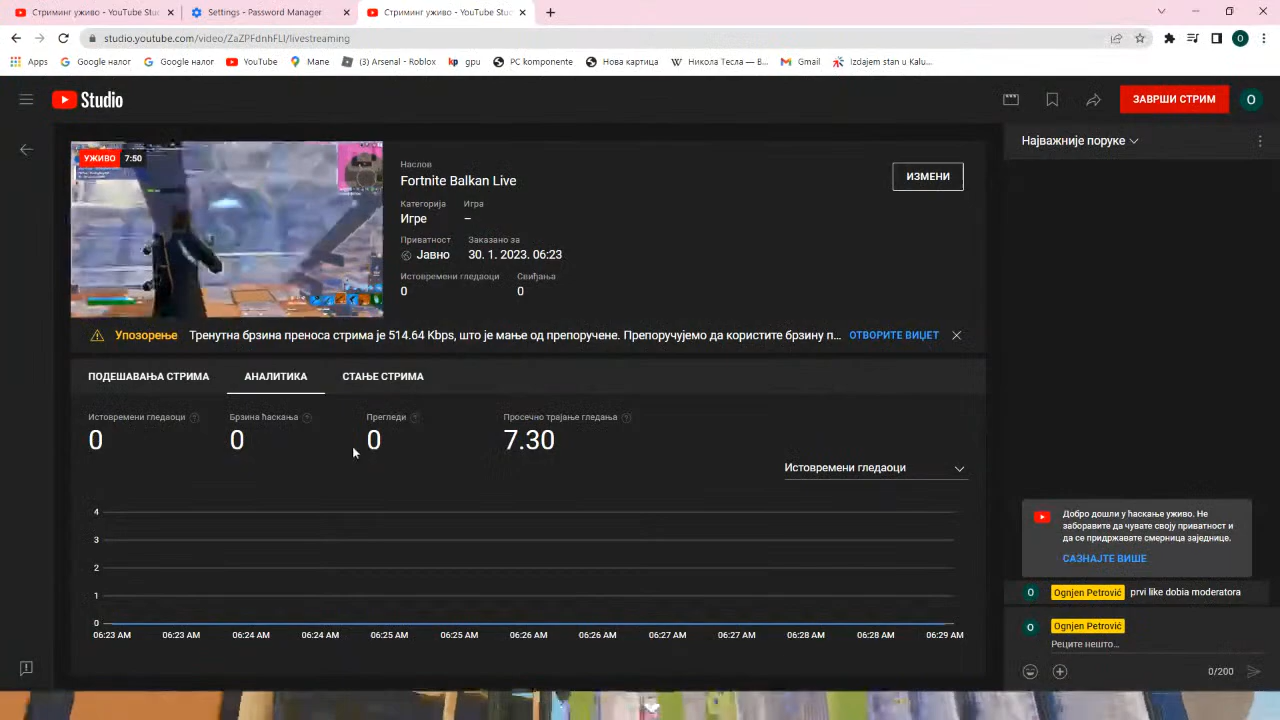 Стриминг уживо - YouTube Stud
Settings - Password Manager
Стриминг уживо - YouTube Stud
studio.youtube.com/video/ZaZPFdnhFLI/livestreaming
Apps
Google налог
Google налог
YouTube
Мапе
(3) Arsenal - Roblox
kp gpu
PC komponente
Нова картица
Никола Тесла — В...
Gmail
Izdajem stan u Kalu...
Studio
ЗАВРШИ СТРИМ
O
УЖИВО 7:50
Наслов
Fortnite Balkan Live
ИЗМЕНИ
Категорија Игра
Игре –
Приватност Заказано за
Јавно 30. 1. 2023. 06:23
Истовремени гледаоци Свиђања
0 0
Најважније поруке
Упозорење Тренутна брзина преноса стрима је 514.64 Kbps, што је мање од препоручене. Препоручујемо да користите брзину п... ОТВОРИТЕ ВИЏЕТ
ПОДЕШАВАЊА СТРИМА АНАЛИТИКА СТАЊЕ СТРИМА
Истовремени гледаоци Брзина ћаскања Прегледи Просечно трајање гледања
0 0 0 7.30
Истовремени гледаоци
4
3
2
1
0
06:23 AM 06:23 AM 06:24 AM 06:24 AM 06:25 AM 06:25 AM 06:26 AM 06:26 AM 06:27 AM 06:27 AM 06:28 AM 06:28 AM 06:29 AM
Добро дошли у ћаскање уживо. Не
заборавите да чувате своју приватност и
да се придржавате смерница заједнице.
САЗНАЈТЕ ВИШЕ
O Ognjen Petrović prvi like dobia moderatora
O Ognjen Petrović
Реците нешто...
0/200